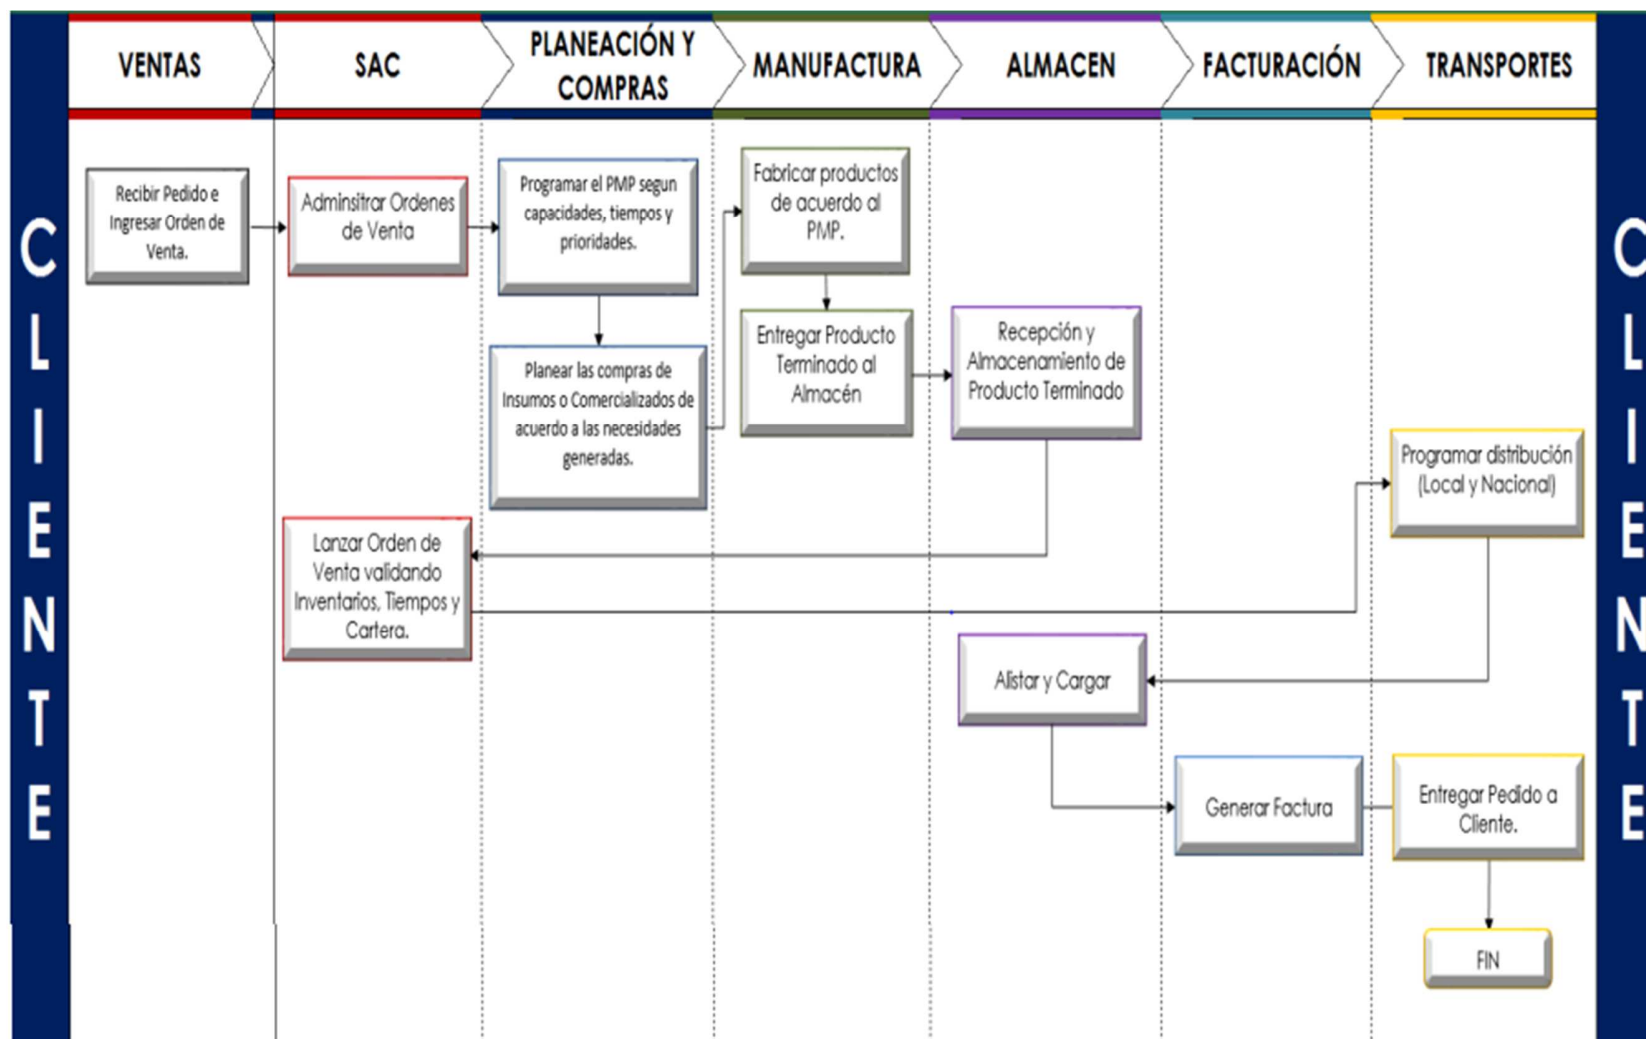 CLIENTE
VENTAS
SAC
PLANEACIÓN Y
COMPRAS
MANUFACTURA
ALMACEN
FACTURACIÓN
TRANSPORTES
CLIENTE
Recibir Pedido e
Ingresar Orden de
Venta.
Adminsitrar Ordenes
de Venta
Programar el PMP segun
capacidades, tiempos y
prioridades.
Planear las compras de
Insumos o Comercializados de
acuerdo a las necesidades
generadas.
Fabricar productos
de acuerdo al
PMP.
Entregar Producto
Terminado al
Almacén
Recepción y
Almacenamiento de
Producto Terminado
Lanzar Orden de
Venta validando
Inventarios, Tiempos y
Cartera.
Programar distribución
(Local y Nacional)
Alistar y Cargar
Generar Factura
Entregar Pedido a
Cliente.
FIN